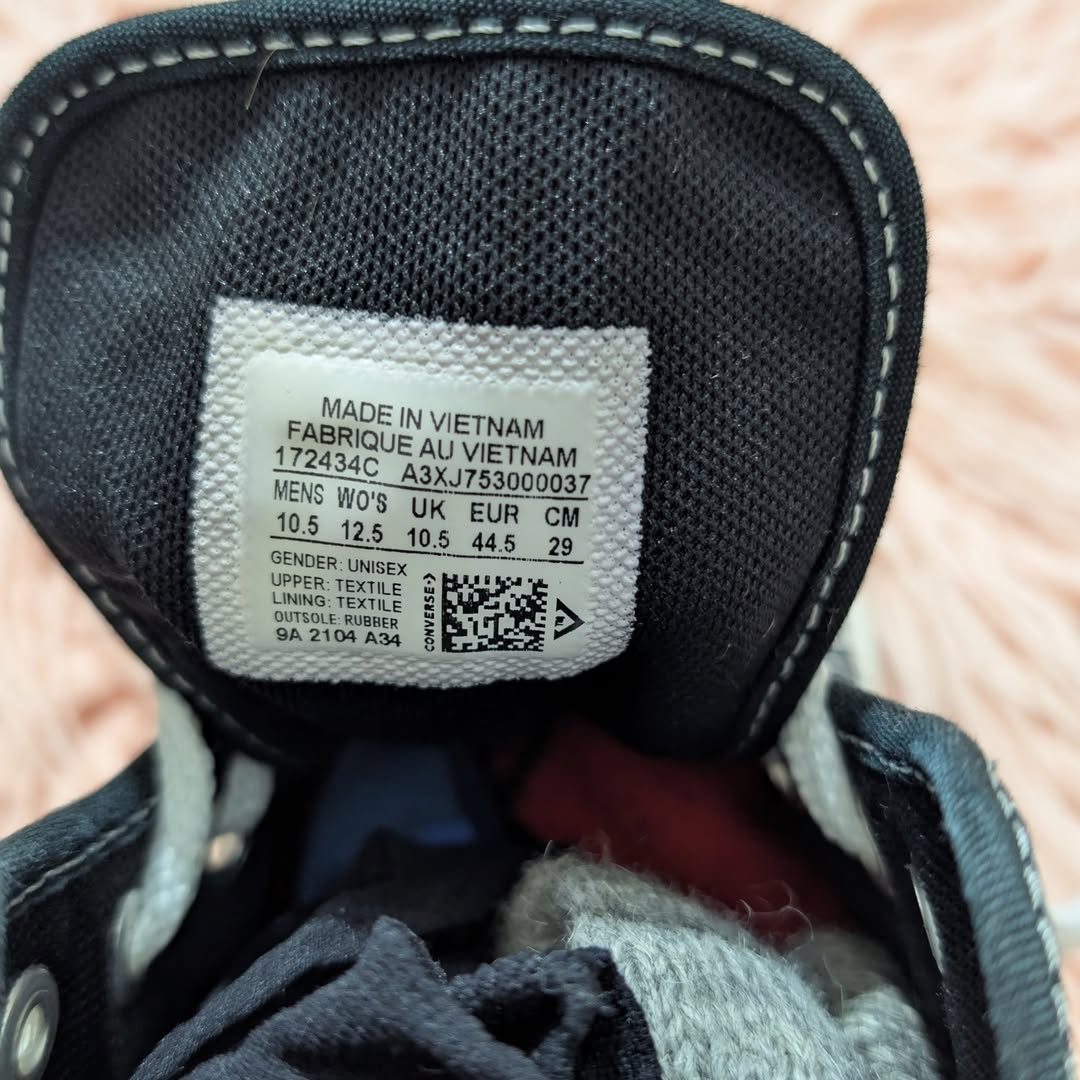 MADE IN VIETNAM
FABRIQUE AU VIETNAM
172434C A3XJ753000037
MENS WO'S UK EUR CM
10.5 12.5 10.5 44.5 29
GENDER: UNISEX
UPPER: TEXTILE
LINING: TEXTILE
OUTSOLE: RUBBER
9A 2104 A34
CONVERSE